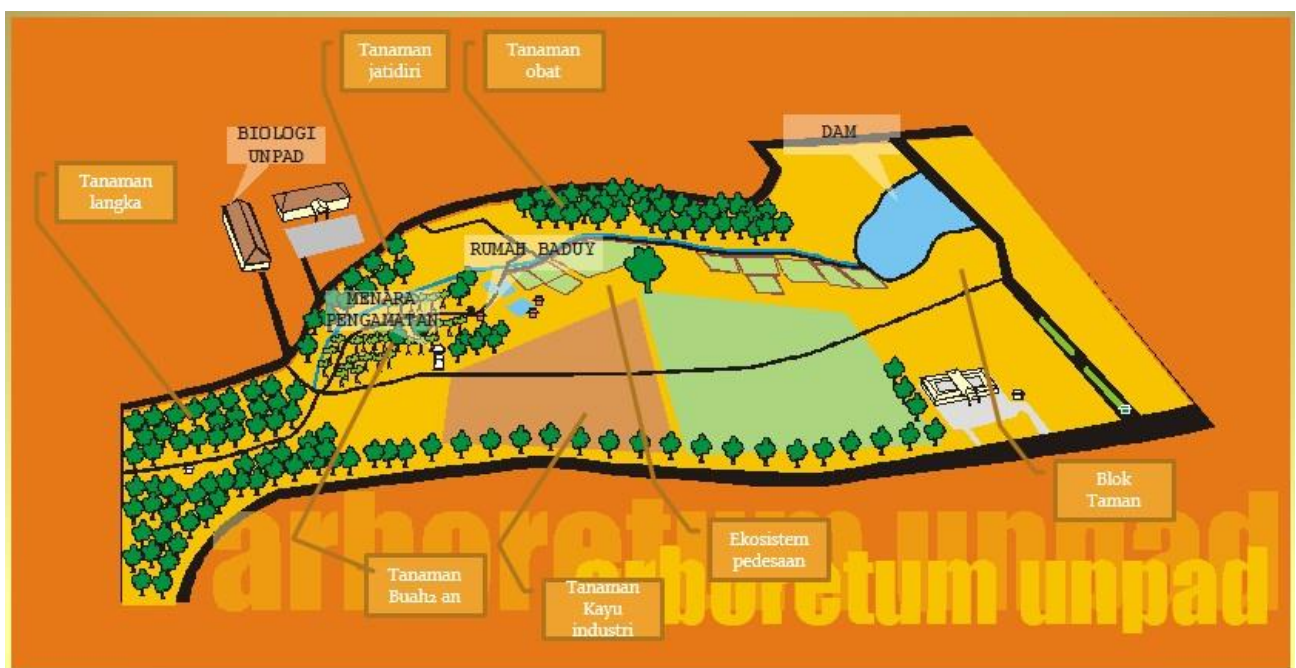 Tanaman
jatidiri
Tanaman
obat
BIOLOGI
UNPAD
DAM
Tanaman
langka
RUMAH BADUY
MENARA
PENGAMATAN
Blok
Taman
Ekosistem
pedesaan
Tanaman
Buah2 an
Tanaman
Kayu
industri
arboretum unpad
arboretum unpad